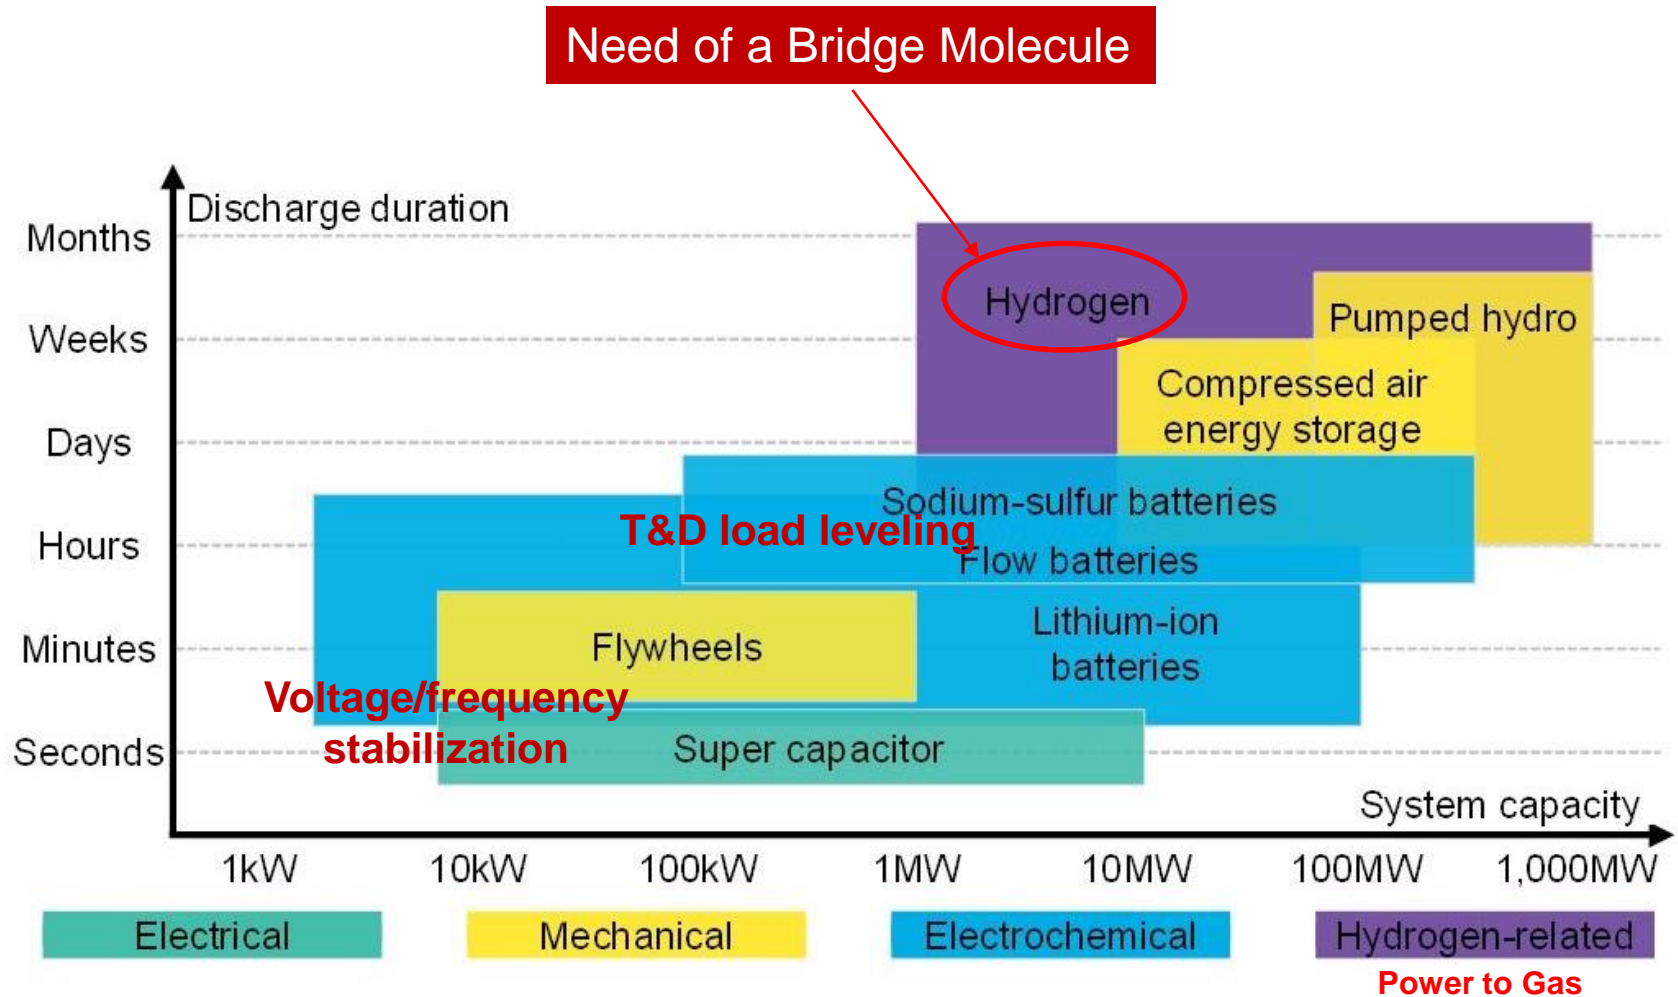 Need of a Bridge Molecule
Discharge duration
Months
Hydrogen
Pumped hydro
Weeks
Compressed air
energy storage
Days
Sodium-sulfur batteries
T&D load leveling
Hours
Flow batteries
Lithium-ion
batteries
Flywheels
Minutes
Voltage/frequency
stabilization
Seconds
Super capacitor
System capacity
1kW 10kW 100kW 1MW 10MW 100MW 1,000MW
Electrical Mechanical Electrochemical Hydrogen-related
Power to Gas